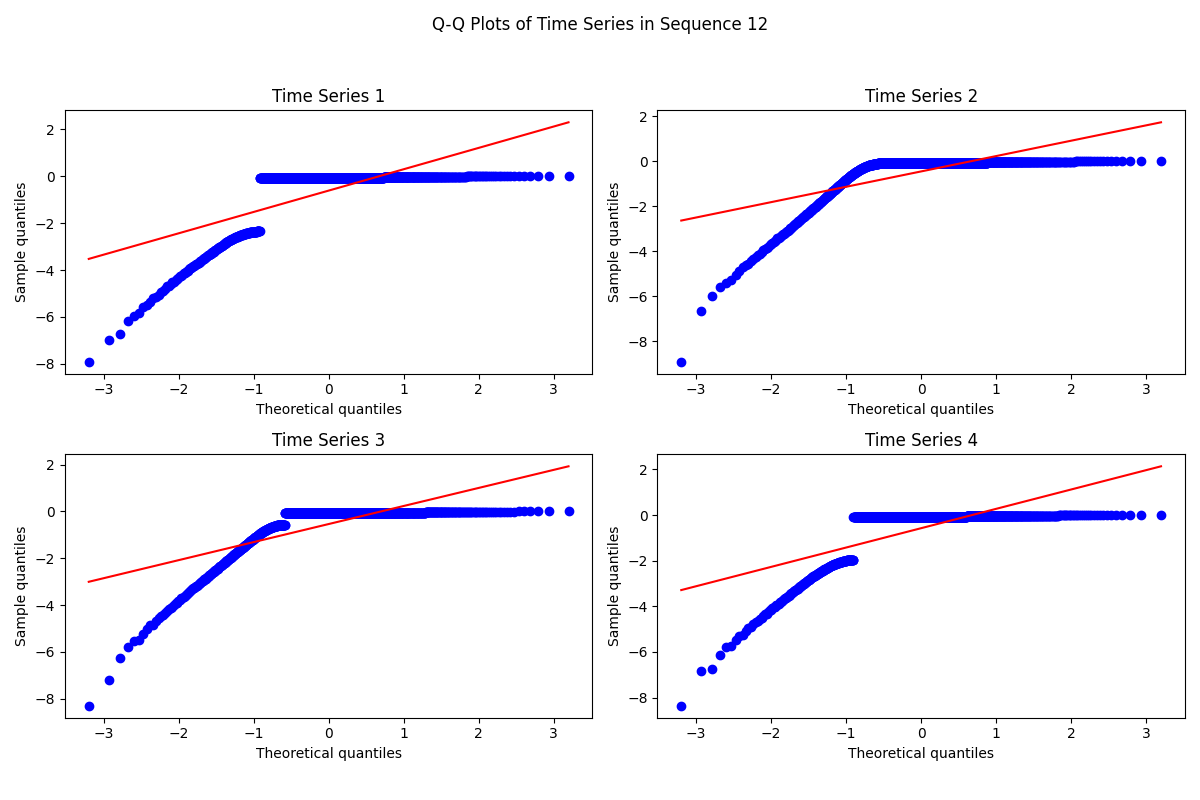 Q-Q Plots of Time Series in Sequence 12
Time Series 1
2
0
−2
−4
−6
−8
Sample quantiles
−3 −2 −1 0 1 2 3
Theoretical quantiles
Time Series 2
2
0
−2
−4
−6
−8
Sample quantiles
−3 −2 −1 0 1 2 3
Theoretical quantiles
Time Series 3
2
0
−2
−4
−6
−8
Sample quantiles
−3 −2 −1 0 1 2 3
Theoretical quantiles
Time Series 4
2
0
−2
−4
−6
−8
Sample quantiles
−3 −2 −1 0 1 2 3
Theoretical quantiles